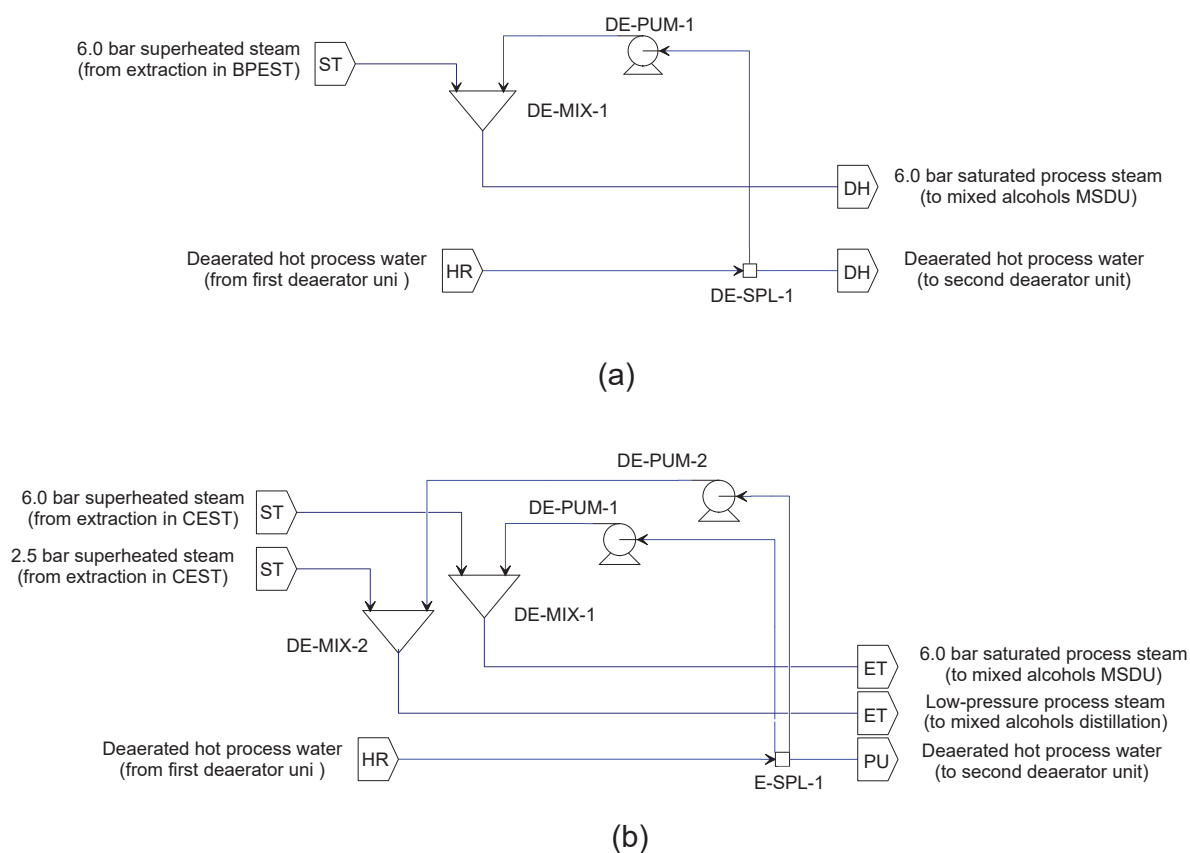 DE-PUM-1
6.0 bar superheated steam
(from extraction in BPEST)
ST
DE-MIX-1
DH
6.0 bar saturated process steam
(to mixed alcohols MSDU)
Deaerated hot process water
(from first deaerator uni )
HR
DE-SPL-1
DH
Deaerated hot process water
(to second deaerator unit)
(a)
DE-PUM-2
6.0 bar superheated steam
(from extraction in CEST)
ST
DE-PUM-1
2.5 bar superheated steam
(from extraction in CEST)
ST
DE-MIX-1
DE-MIX-2
ET
6.0 bar saturated process steam
(to mixed alcohols MSDU)
ET
Low-pressure process steam
(to mixed alcohols distillation)
Deaerated hot process water
(from first deaerator uni )
HR
E-SPL-1
PU
Deaerated hot process water
(to second deaerator unit)
(b)